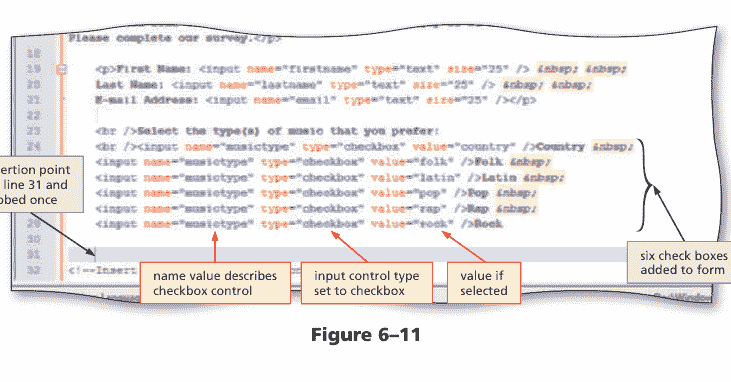 Please complete our survey.</p>
18
19 <p>First Name: <input name="firstname" type="text" size="25" /> &nbsp; &nbsp;
20 Last Name: <input name="lastname" type="text" size="25" /> &nbsp; &nbsp;
21 E-mail Address: <input name="email" type="text" size="25" /></p>
22
23 <br />Select the type(s) of music that you prefer:
24 <br /><input name="musictype" type="checkbox" value="country" />Country &nbsp;
<input name="musictype" type="checkbox" value="folk" />Folk &nbsp;
<input name="musictype" type="checkbox" value="latin" />Latin &nbsp;
<input name="musictype" type="checkbox" value="pop" />Pop &nbsp;
<input name="musictype" type="checkbox" value="rap" />Rap &nbsp;
29 <input name="musictype" type="checkbox" value="rock" />Rock
30
31
32 <!--Insert
ertion point
line 31 and
bbed once
name value describes
checkbox control
input control type
set to checkbox
value if
selected
six check boxes
added to form
Figure 6–11